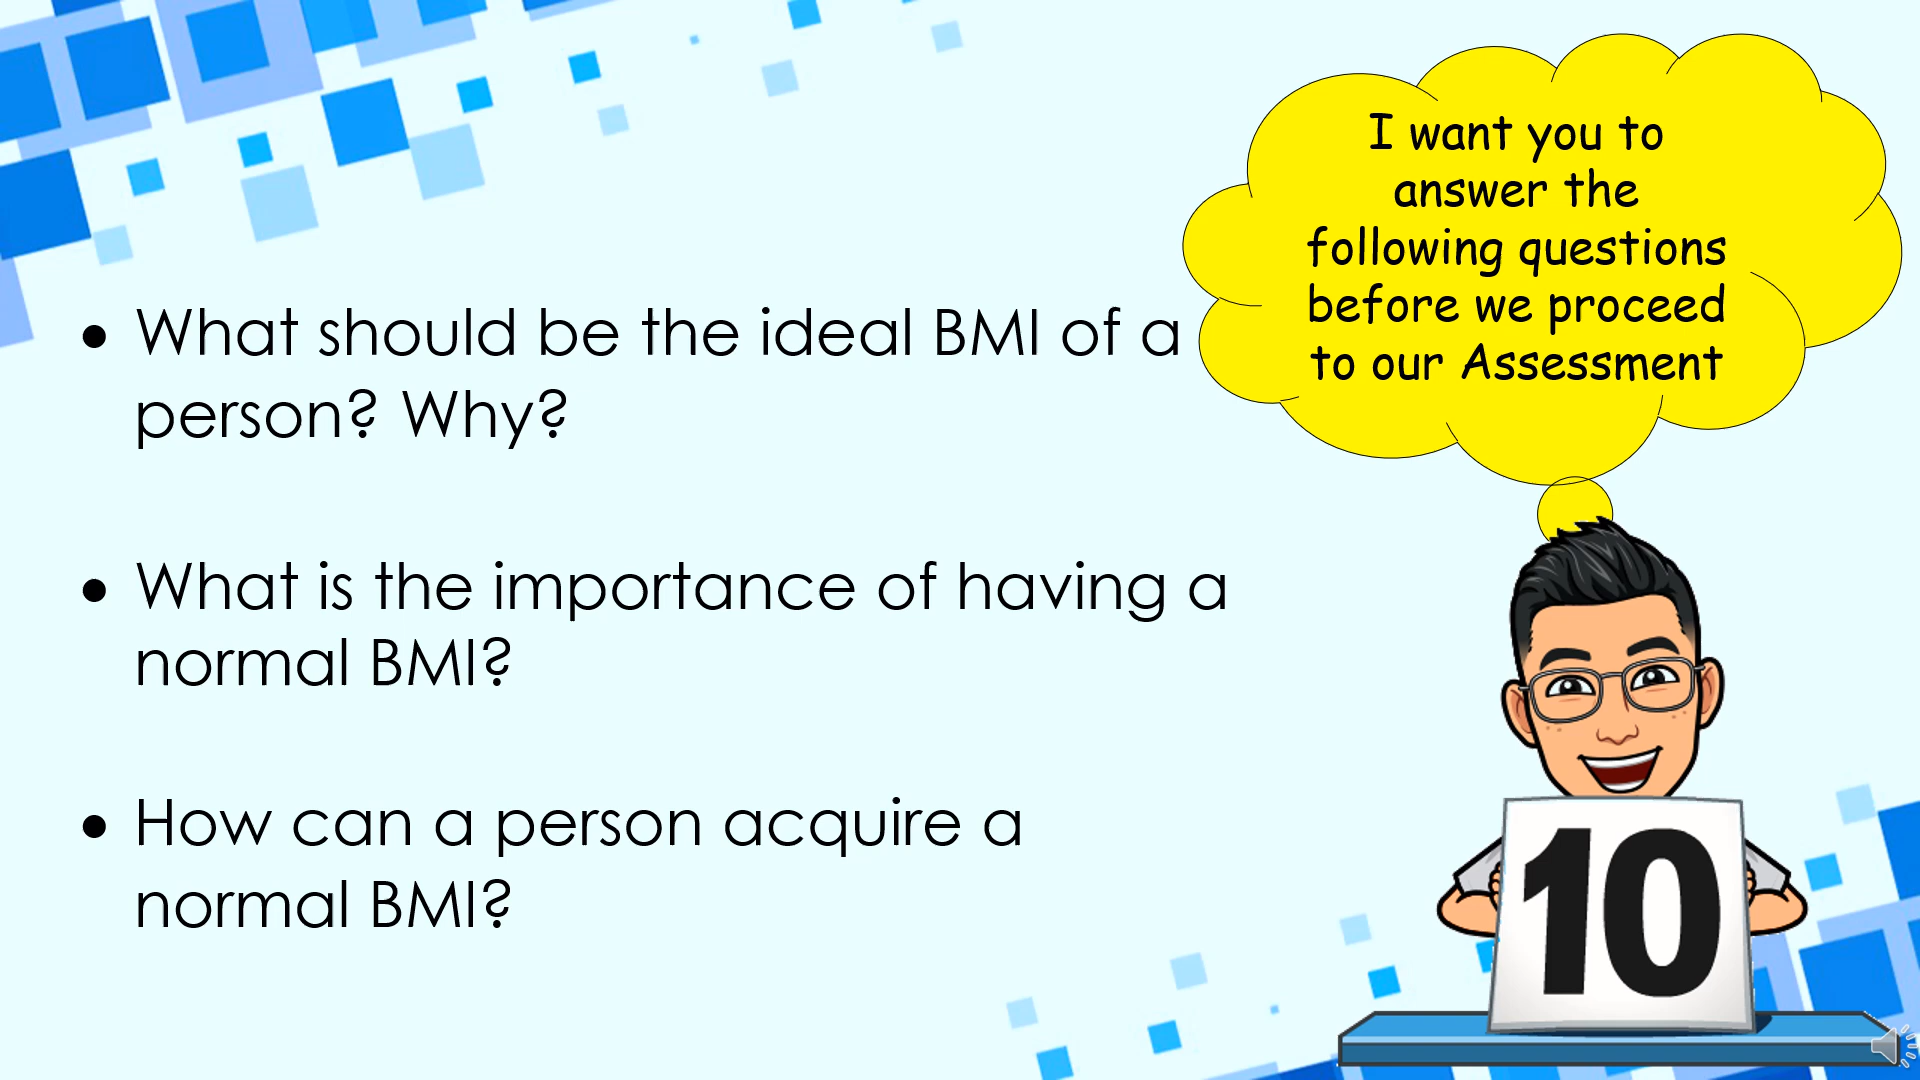 I want you to
answer the
following questions
before we proceed
to our Assessment
• What should be the ideal BMI of a
person? Why?
• What is the importance of having a
normal BMI?
• How can a person acquire a
normal BMI?
10